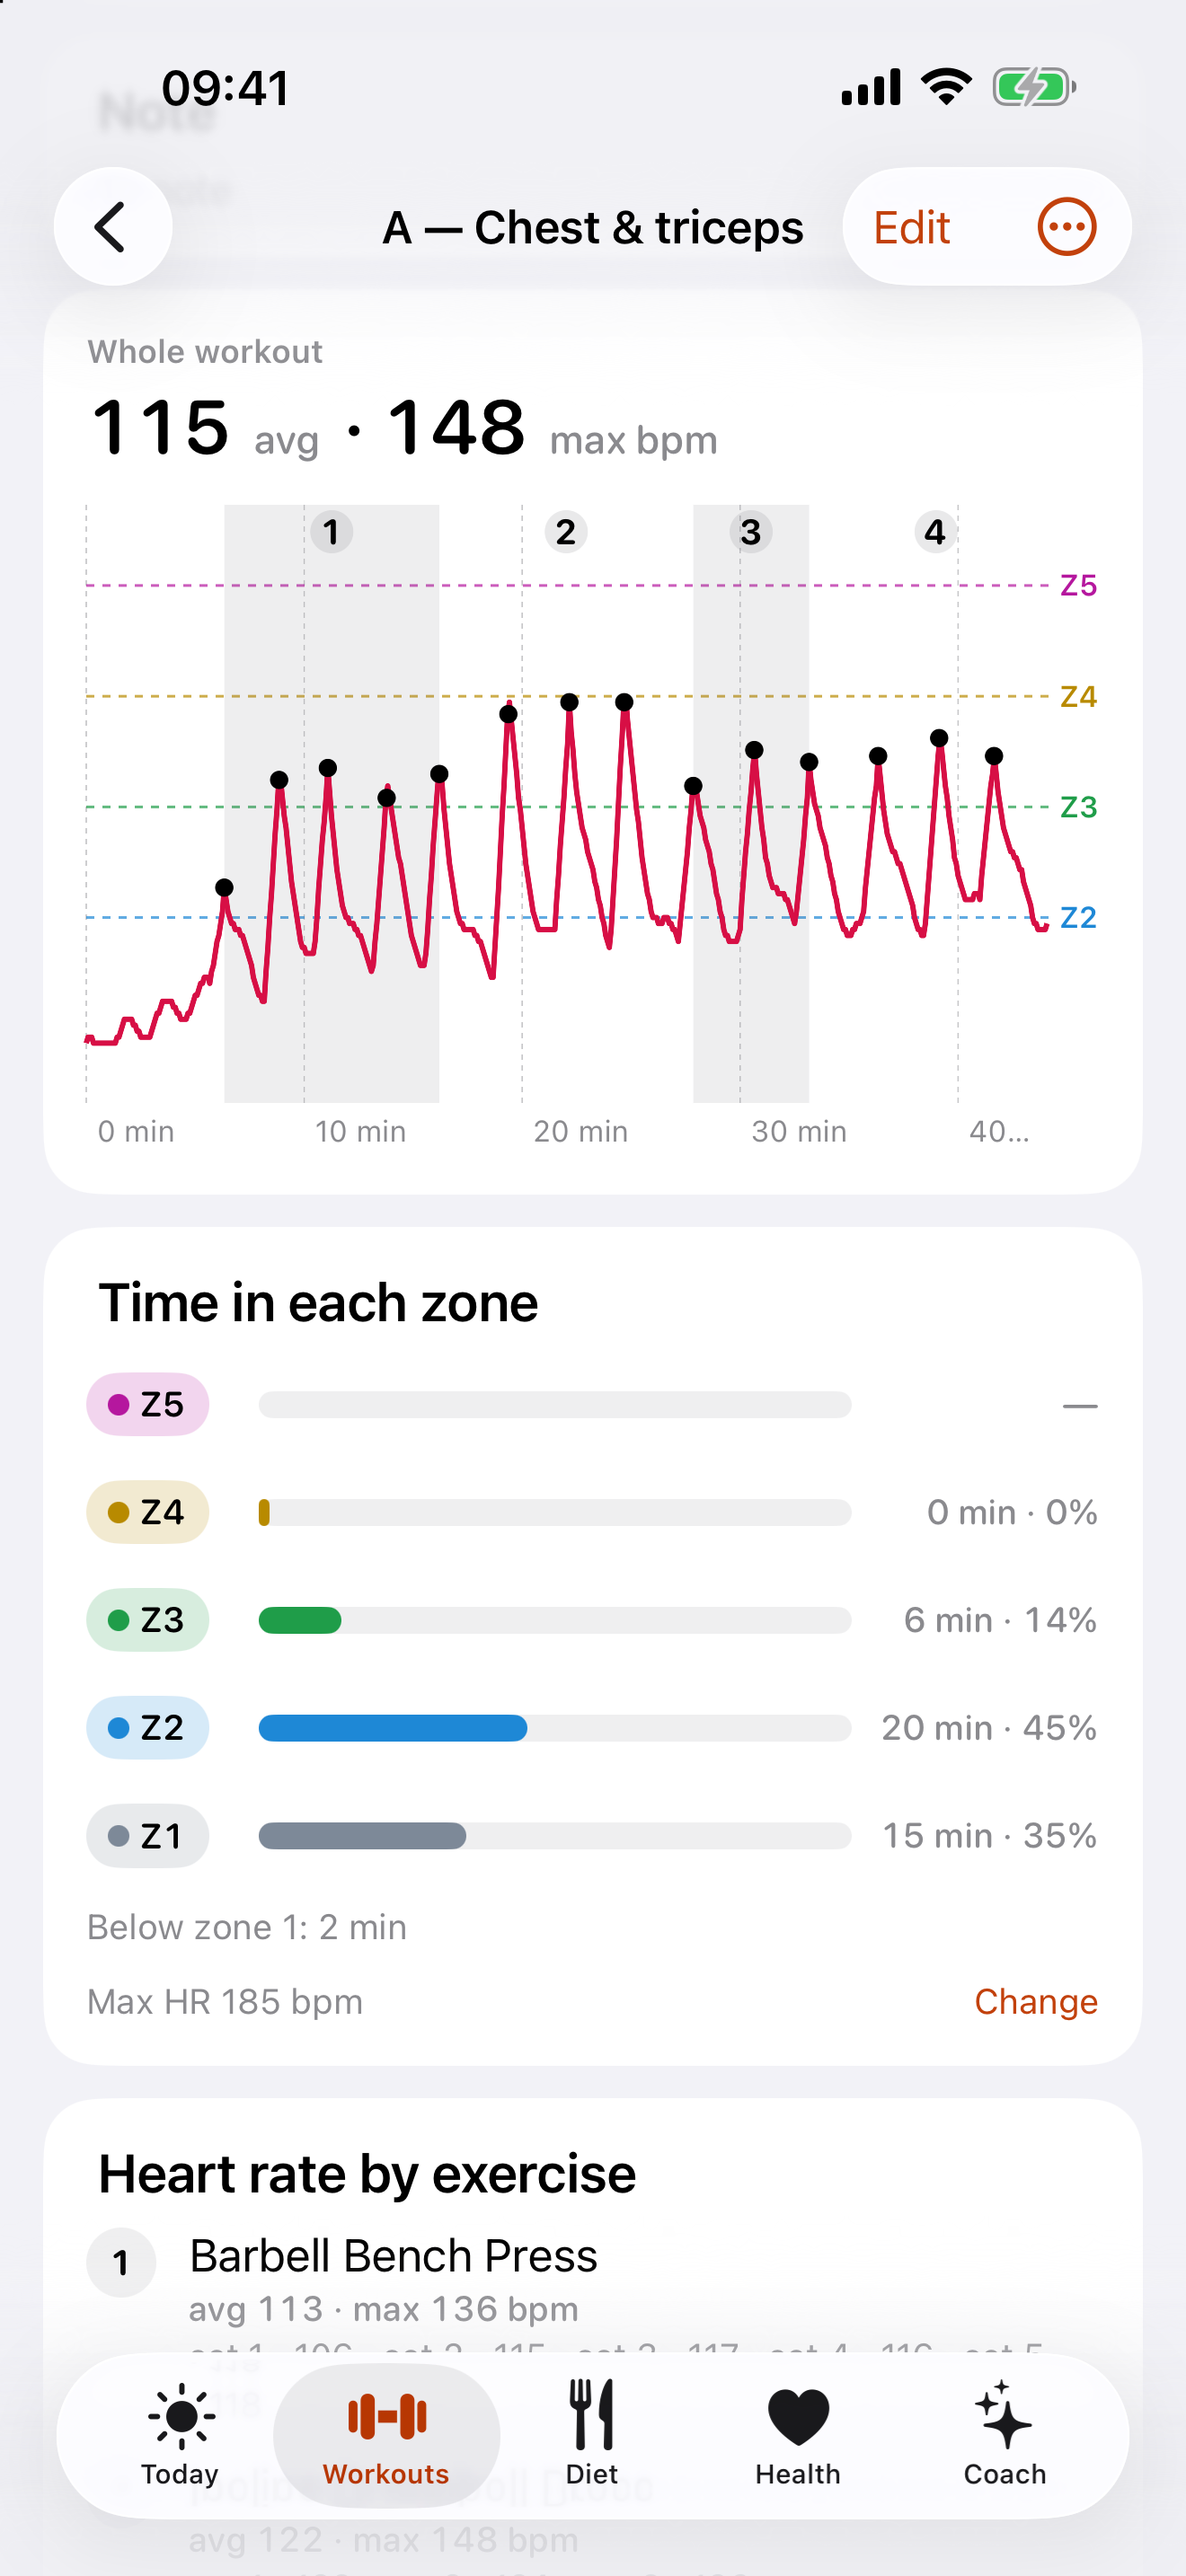 09:41
Note
A — Chest & triceps
Edit
Whole workout
115 avg · 148 max bpm
1 2 3 4
Z5
Z4
Z3
Z2
0 min 10 min 20 min 30 min 40...
Time in each zone
Z5 —
Z4 0 min · 0%
Z3 6 min · 14%
Z2 20 min · 45%
Z1 15 min · 35%
Below zone 1: 2 min
Max HR 185 bpm Change
Heart rate by exercise
1 Barbell Bench Press
avg 113 · max 136 bpm
Today Workouts Diet Health Coach
avg 122 · max 148 bpm